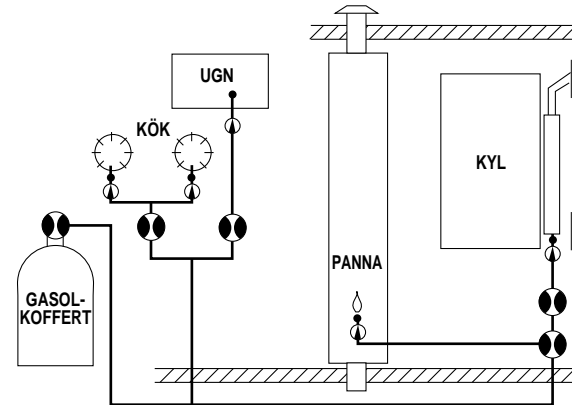 UGN
KÖK
KYL
PANNA
GASOL-
KOFFERT